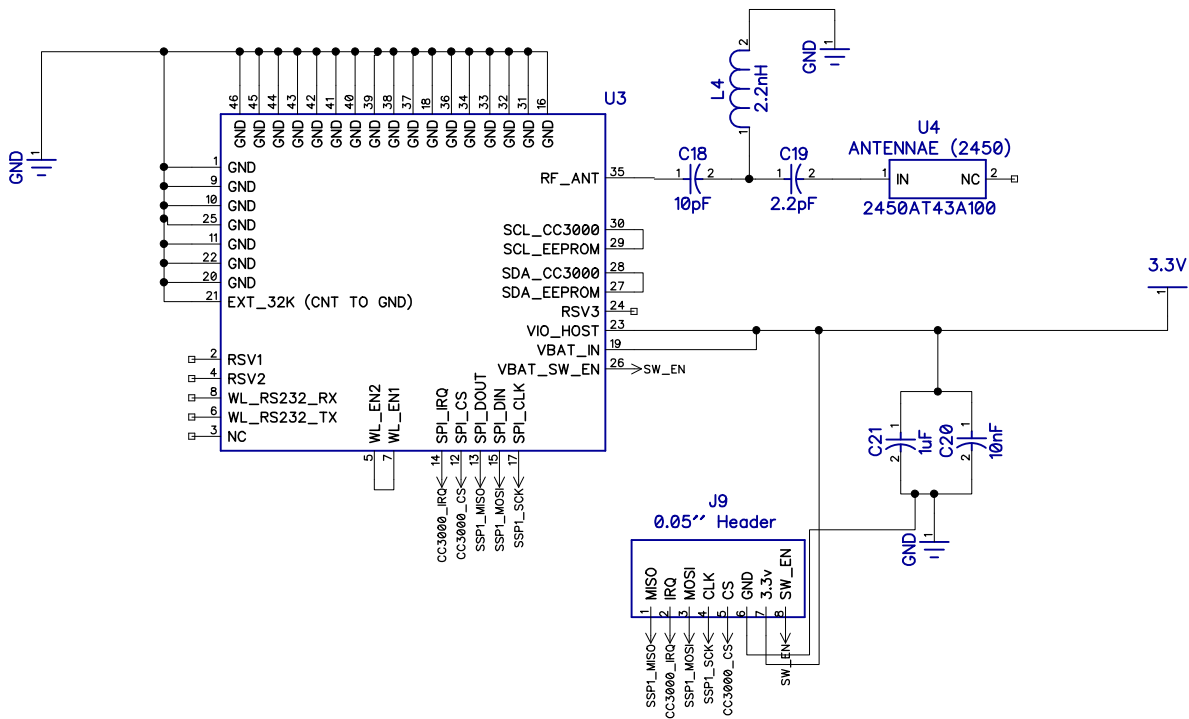 U3
46 45 44 43 42 41 40 39 38 37 18 36 34 33 32 31 16
GND GND GND GND GND GND GND GND GND GND GND GND GND GND GND GND GND
GND 1
1 GND
9 GND
10 GND
25 GND
11 GND
22 GND
20 GND
21 EXT_32K (CNT TO GND)
2 RSV1
4 RSV2
8 WL_RS232_RX
6 WL_RS232_TX
3 NC
RF_ANT 35
SCL_CC3000 30
SCL_EEPROM 29
SDA_CC3000 28
SDA_EEPROM 27
RSV3 24
VIO_HOST 23
VBAT_IN 19
VBAT_SW_EN 26 SW_EN
WL_EN2 5
WL_EN1 7
SPI_IRQ 14 CC3000_IRQ
SPI_CS 12 CC3000_CS
SPI_DOUT 13 SSP1_MISO
SPI_DIN 15 SSP1_MOSI
SPI_CLK 17 SSP1_SCK
2
L4
2.2nH
1
GND 1
C18
1 2
10pF
C19
1 2
2.2pF
U4
ANTENNAE (2450)
1 IN NC 2
2450AT43A100
3.3V
1
C21
1
2
1uF
C20
1
2
10nF
GND 1
J9
0.05" Header
MISO 1 SSP1_MISO
IRQ 2 CC3000_IRQ
MOSI 3 SSP1_MOSI
CLK 4 SSP1_SCK
CS 5 CC3000_CS
GND 6
3.3v 7
SW_EN 8 SW_EN